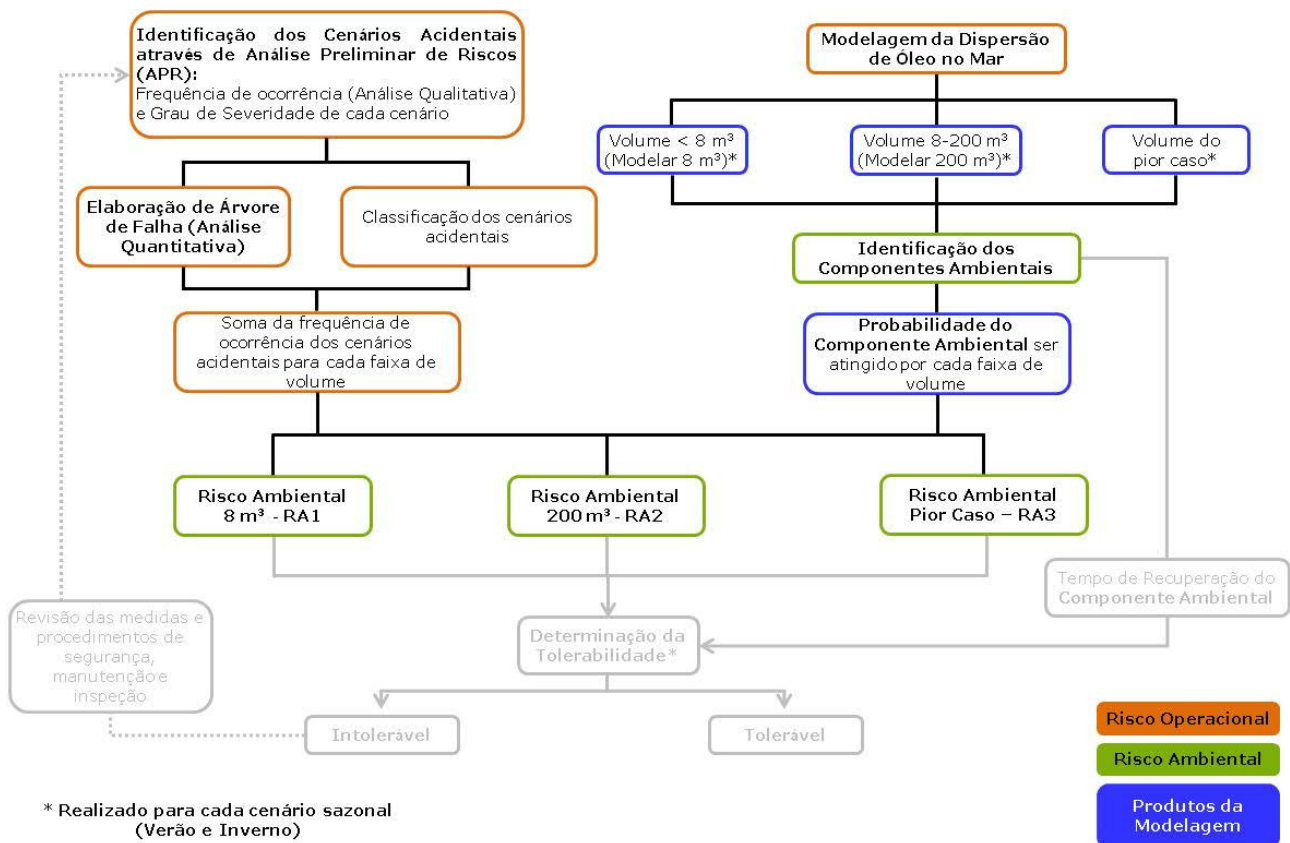 Identificação dos Cenários Acidentais
através de Análise Preliminar de Riscos
(APR):
Frequência de ocorrência (Análise Qualitativa)
e Grau de Severidade de cada cenário
Elaboração de Árvore
de Falha (Análise
Quantitativa)
Classificação dos cenários
acidentais
Soma da frequência de
ocorrência dos cenários
acidentais para cada faixa de
volume
Modelagem da Dispersão
de Óleo no Mar
Volume < 8 m³
(Modelar 8 m³)*
Volume 8-200 m³
(Modelar 200 m³)*
Volume do
pior caso*
Identificação dos
Componentes Ambientais
Probabilidade do
Componente Ambiental ser
atingido por cada faixa de
volume
Risco Ambiental
8 m³ - RA1
Risco Ambiental
200 m³- RA2
Risco Ambiental
Pior Caso – RA3
Tempo de Recuperação do
Componente Ambiental
Revisão das medidas e
procedimentos de
segurança,
manutenção e
inspeção
Determinação da
Tolerabilidade*
Intolerável
Tolerável
Risco Operacional
Risco Ambiental
Produtos da
Modelagem
* Realizado para cada cenário sazonal
(Verão e Inverno)